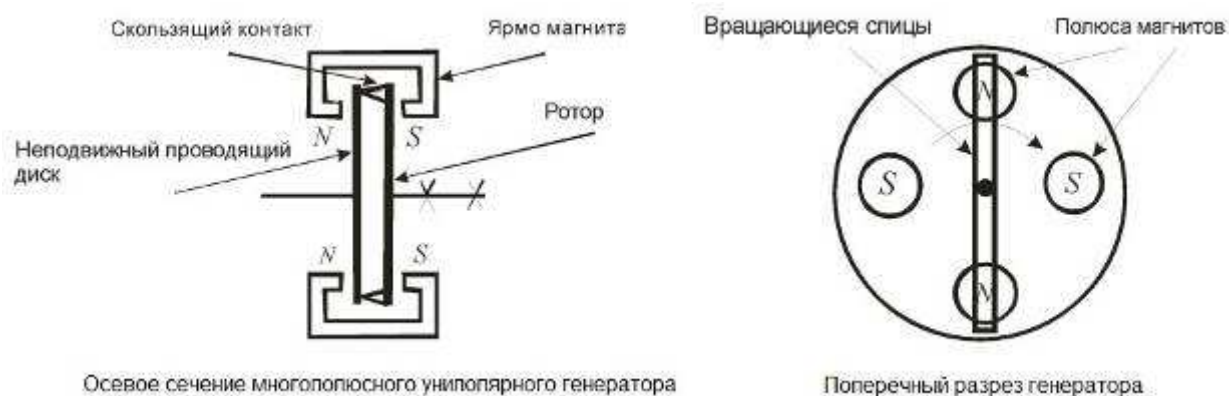 Скользящий контакт
Ярмо магнита
N
S
Ротор
Неподвижный проводящий
диск
N
S
Осевое сечение многополюсного униполярного генератора
Вращающиеся спицы
Полюса магнитов
N
S
S
N
Поперечный разрез генератора